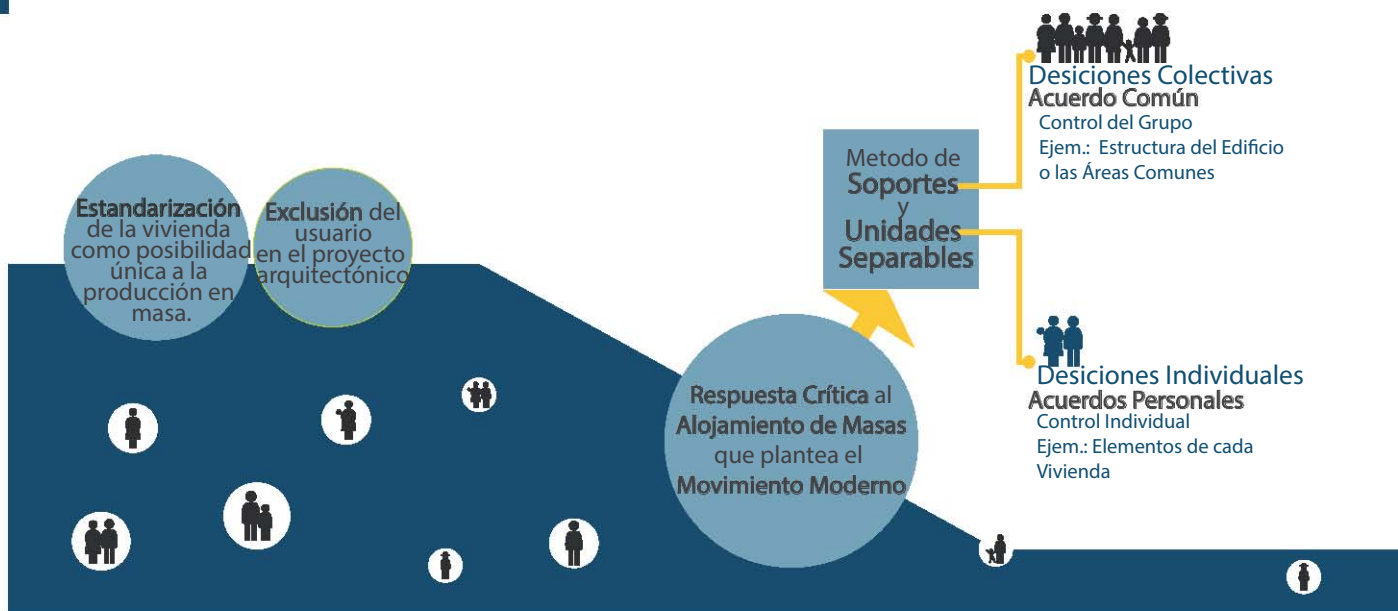 Estandarización
de la vivienda
como posibilidad
única a la
producción en
masa.
Exclusión del
usuario
en el proyecto
arquitectónico
Respuesta Crítica al
Alojamiento de Masas
que plantea el
Movimiento Moderno
Metodo de
Soportes
y
Unidades
Separables
Desiciones Colectivas
Acuerdo Común
Control del Grupo
Ejem.: Estructura del Edificio
o las Áreas Comunes
Desiciones Individuales
Acuerdos Personales
Control Individual
Ejem.: Elementos de cada
Vivienda